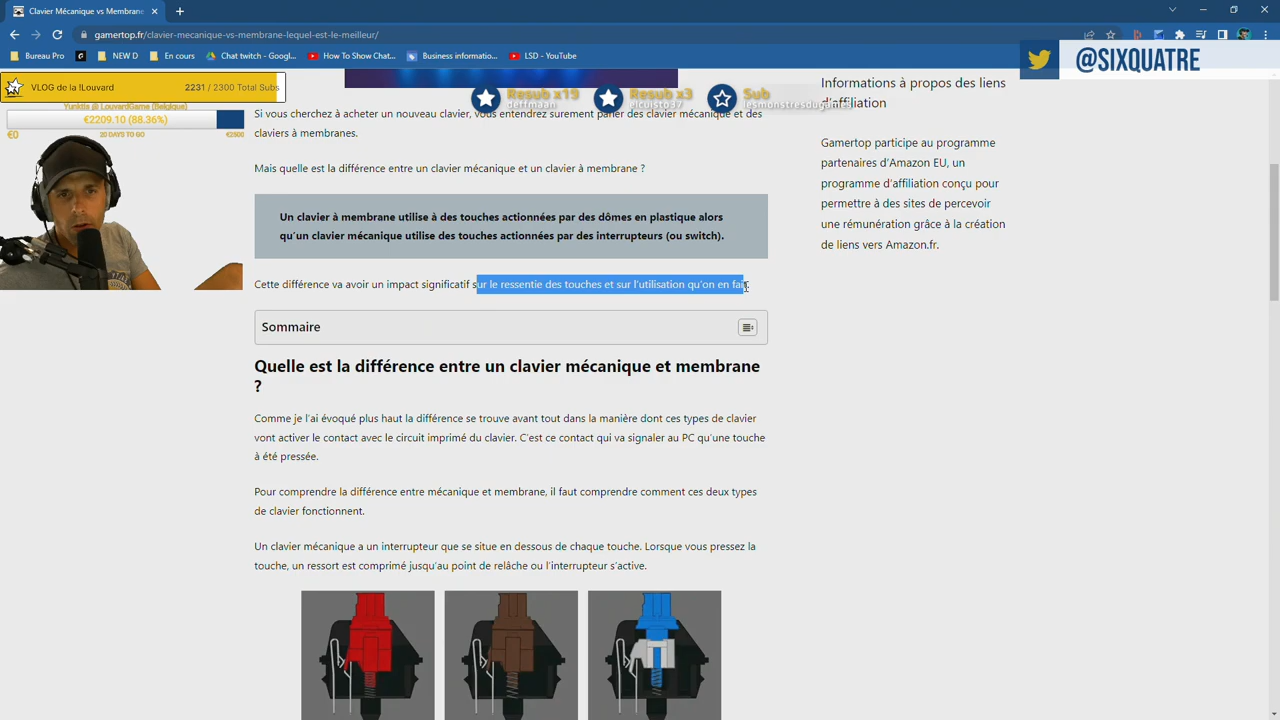 Clavier Mécanique vs Membrane
gamertop.fr/clavier-mecanique-vs-membrane-lequel-est-le-meilleur/
Bureau Pro
G
NEW D
En cours
Chat twitch - Googl...
How To Show Chat...
Business informatio...
LSD - YouTube
@SIXQUATRE
VLOG de la !Louvard
2231 / 2300 Total Subs
Yunktis @ LouvardGame (Belgique)
€2209.10 (88.36%)
€0
20 DAYS TO GO
€2500
Resub x19
deffmaan
Resub x3
elcuisto37
Sub
Si vous cherchez à acheter un nouveau clavier, vous entendrez surement parler des clavier mécanique et des
claviers à membranes.
Mais quelle est la différence entre un clavier mécanique et un clavier à membrane ?
Un clavier à membrane utilise à des touches actionnées par des dômes en plastique alors
qu'un clavier mécanique utilise des touches actionnées par des interrupteurs (ou switch).
Cette différence va avoir un impact significatif sur le ressentie des touches et sur l'utilisation qu'on en fait.
Sommaire
Quelle est la différence entre un clavier mécanique et membrane
?
Comme je l'ai évoqué plus haut la différence se trouve avant tout dans la manière dont ces types de clavier
vont activer le contact avec le circuit imprimé du clavier. C'est ce contact qui va signaler au PC qu'une touche
à été pressée.
Pour comprendre la différence entre mécanique et membrane, il faut comprendre comment ces deux types
de clavier fonctionnent.
Un clavier mécanique a un interrupteur que se situe en dessous de chaque touche. Lorsque vous pressez la
touche, un ressort est comprimé jusqu'au point de relâche ou l'interrupteur s'active.
Informations à propos des liens
d'affiliation
Gamertop participe au programme
partenaires d'Amazon EU, un
programme d'affiliation conçu pour
permettre à des sites de percevoir
une rémunération grâce à la création
de liens vers Amazon.fr.